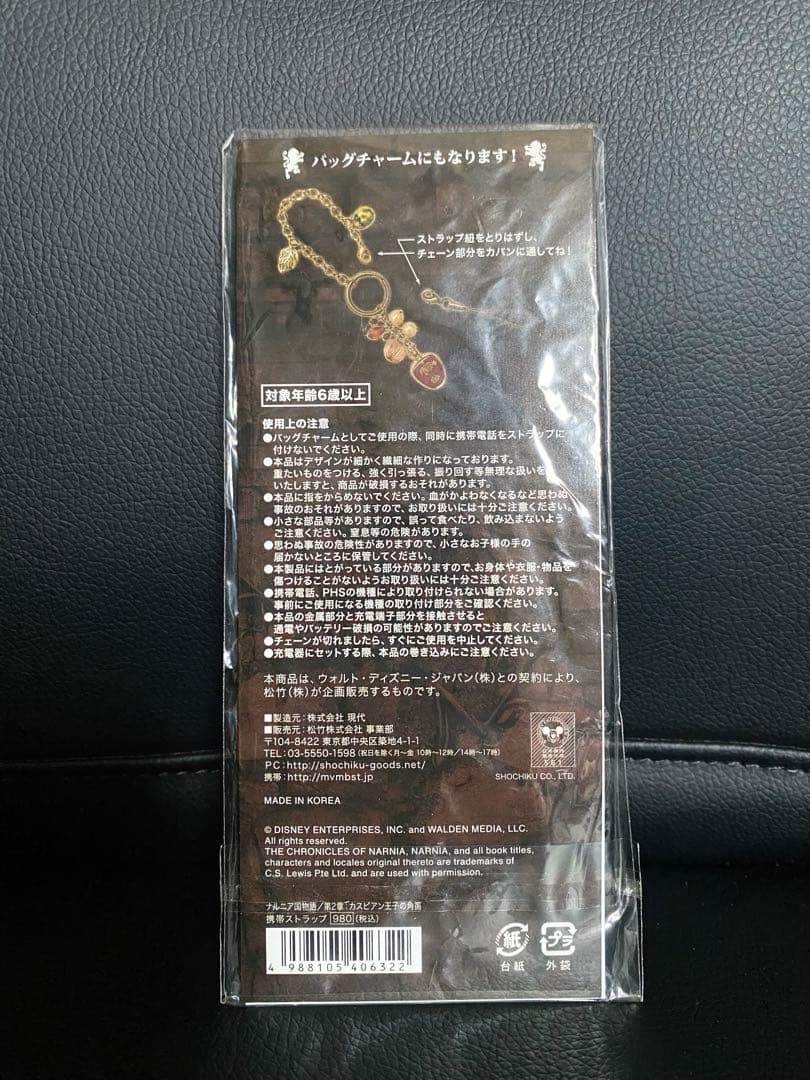 バッグチャームにもなります!
ストラップ紐をとりはずし、
チェーン部分をカバンに通してね!
対象年齢6歳以上
使用上の注意
●バッグチャームとしてご使用の際、同時に携帯電話をストラップに
付けないでください。
●本品はデザインが細かく繊細な作りになっております。
重たいものをつける、強く引っ張る、振り回す等無理な扱いを
いたしますと、商品が破損するおそれがあります。
●本品に指をからめないでください。血がかよわなくなるなど思わぬ
事故のおそれがありますので、お取り扱いには十分ご注意ください。
●小さな部品等がありますので、誤って食べたり、飲み込まないよう
ご注意ください。窒息等の危険があります。
●思わぬ事故の危険性がありますので、小さなお子様の手の
届かないところに保管してください。
●本製品にはとがっている部分がありますので、お身体や衣服・物品を
傷つけることがないようお取り扱いには十分ご注意ください。
●携帯電話、PHSの機種により取り付けられない場合があります。
事前にご使用になる機種の取り付け部分をご確認ください。
●本品の金属部分と充電端子部分を接触させると
通電やバッテリー破損の可能性がありますのでご注意ください。
●チェーンが切れましたら、すぐにご使用を中止してください。
●充電器にセットする際、本品の巻き込みにご注意ください。
本商品は、ウォルト・ディズニー・ジャパン(株)との契約により、
松竹(株)が企画販売するものです。
■製造元:株式会社 現代
■販売元:松竹株式会社 事業部
〒104-8422 東京都中央区築地4-1-1
TEL:03-5550-1598(祝日を除く月〜金 10時〜12時/14時〜17時)
PC:http://shochiku-goods.net/
携帯:http://mvmbst.jp
SHOCHIKU CO., LTD.
MADE IN KOREA
© DISNEY ENTERPRISES, INC. and WALDEN MEDIA, LLC.
All rights reserved.
THE CHRONICLES OF NARNIA, NARNIA, and all book titles,
characters and locales original thereto are trademarks of
C.S. Lewis Pte Ltd. and are used with permission.
ナルニア国物語/第2章:カスピアン王子の角笛
携帯ストラップ 980(税込)
4 988105 406322
紙
台紙
プラ
外袋